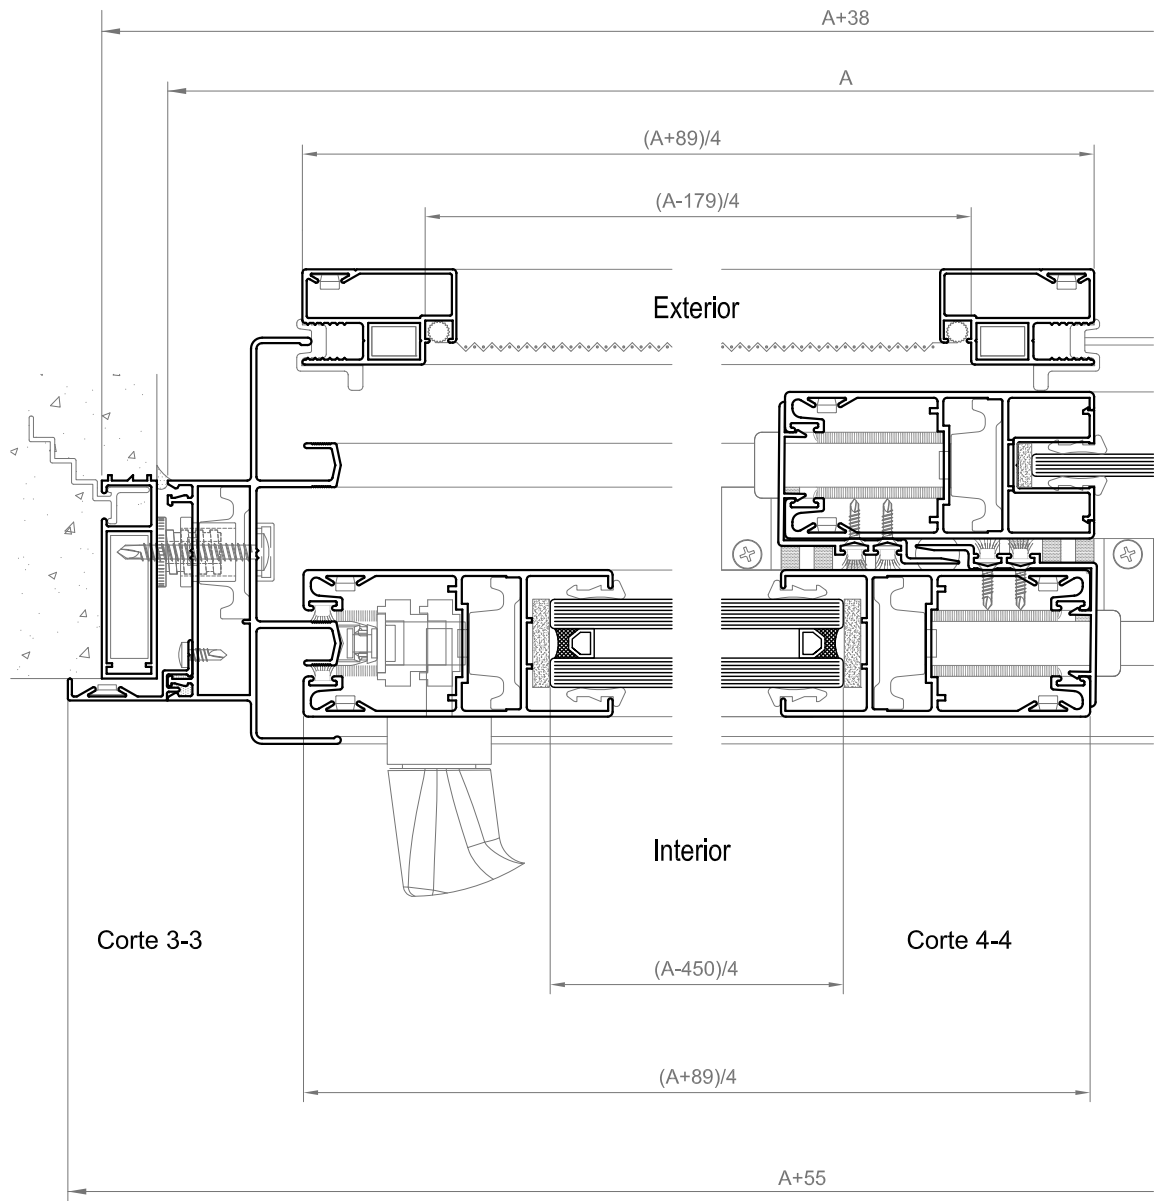 A+38
A
(A+89)/4
(A-179)/4
Exterior
Interior
Corte 3-3
Corte 4-4
(A-450)/4
(A+89)/4
A+55